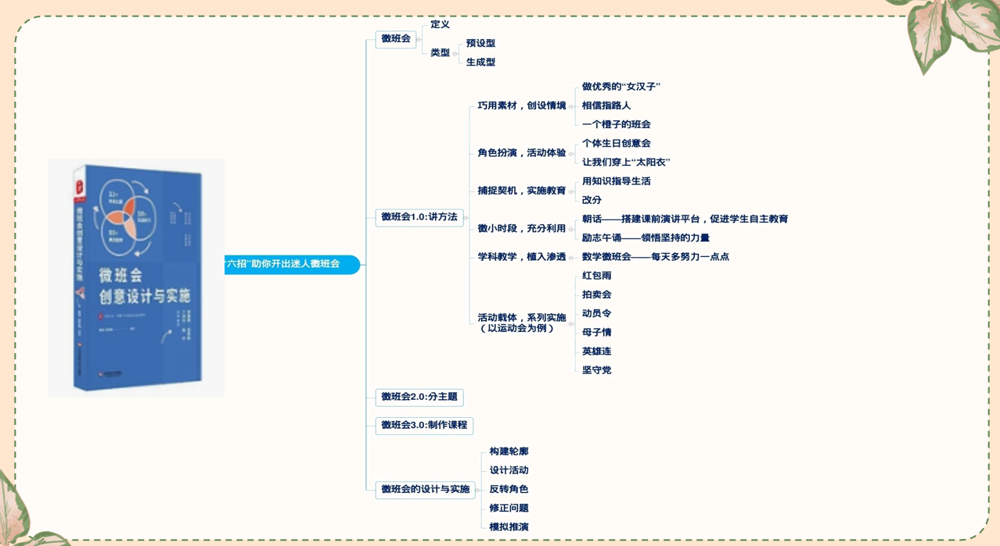 微班会
创意设计与实施
微班会创意设计与实施
“六招”助你开出迷人微班会
微班会
定义
类型
预设型
生成型
微班会1.0:讲方法
巧用素材，创设情境
做优秀的“女汉子”
相信指路人
一个橙子的班会
角色扮演，活动体验
个体生日创意会
让我们穿上“太阳衣”
捕捉契机，实施教育
用知识指导生活
改分
微小时段，充分利用
朝话——搭建课前演讲平台，促进学生自主教育
励志午诵——领悟坚持的力量
学科教学，植入渗透
数学微班会——每天多努力一点点
活动载体，系列实施
（以运动会为例）
红包雨
拍卖会
动员令
母子情
英雄连
坚守党
微班会2.0:分主题
微班会3.0:制作课程
微班会的设计与实施
构建轮廓
设计活动
反转角色
修正问题
模拟推演